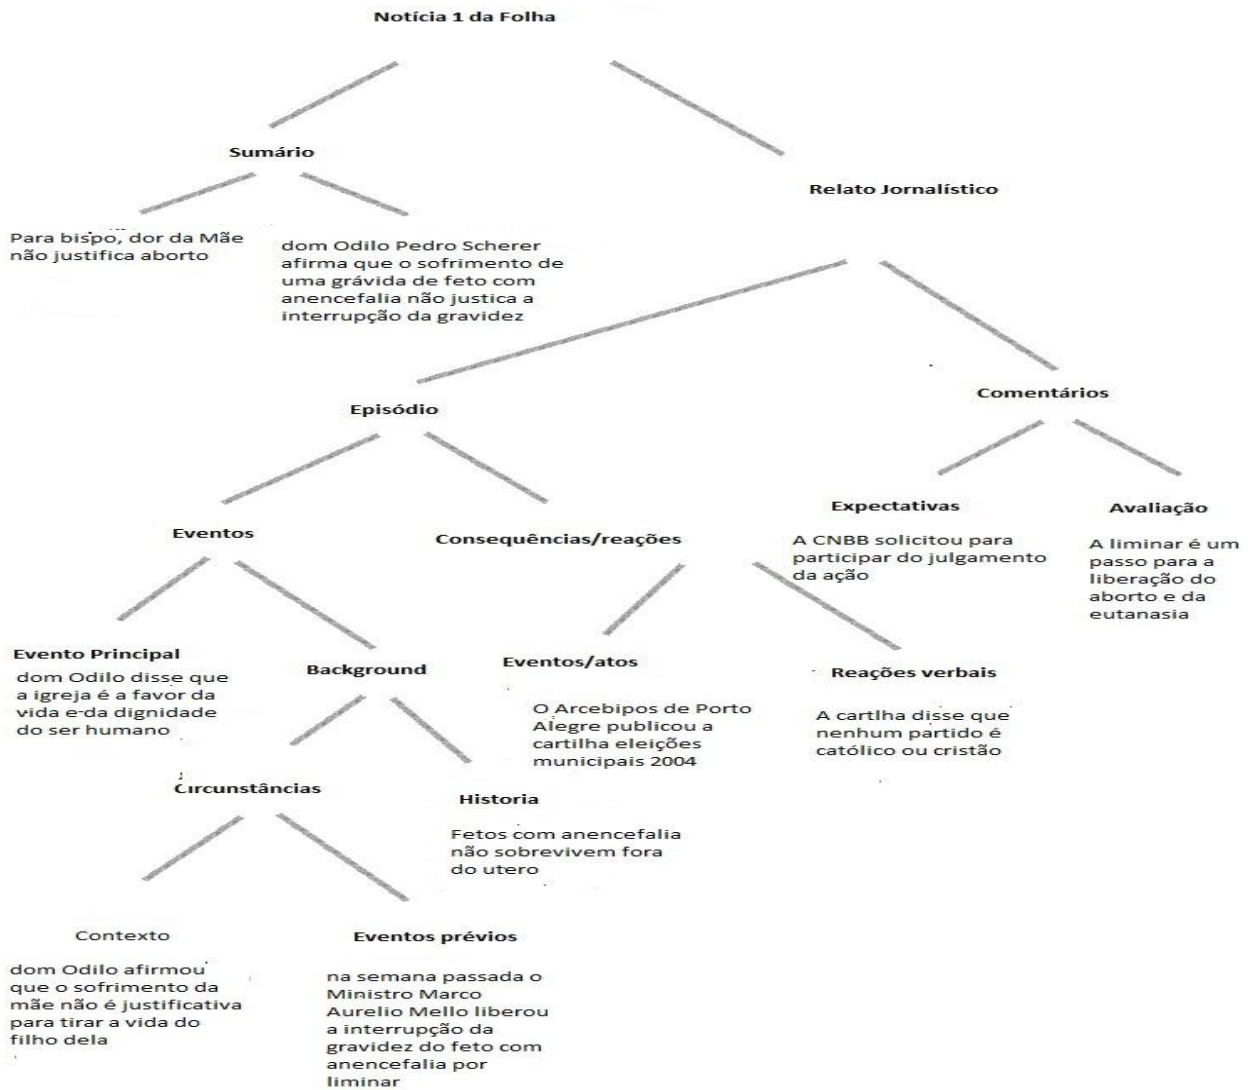 Notícia 1 da Folha
Sumário
Relato Jornalístico
Para bispo, dor da Mãe
não justifica aborto
dom Odilo Pedro Scherer
afirma que o sofrimento de
uma grávida de feto com
anencefalia não justica a
interrupção da gravidez
Episódio
Comentários
Eventos
Consequências/reações
Expectativas
A CNBB solicitou para
participar do julgamento
da ação
Avaliação
A liminar é um
passo para a
liberação do
aborto e da
eutanasia
Evento Principal
dom Odilo disse que
a igreja é a favor da
vida e da dignidade
do ser humano
Background
Eventos/atos
O Arcebipos de Porto
Alegre publicou a
cartilha eleições
municipais 2004
Reações verbais
A cartlha disse que
nenhum partido é
católico ou cristão
Circunstâncias
Historia
Fetos com anencefalia
não sobrevivem fora
do utero
Contexto
dom Odilo afirmou
que o sofrimento da
mãe não é justificativa
para tirar a vida do
filho dela
Eventos prévios
na semana passada o
Ministro Marco
Aurelio Mello liberou
a interrupção da
gravidez do feto com
anencefalia por
liminar